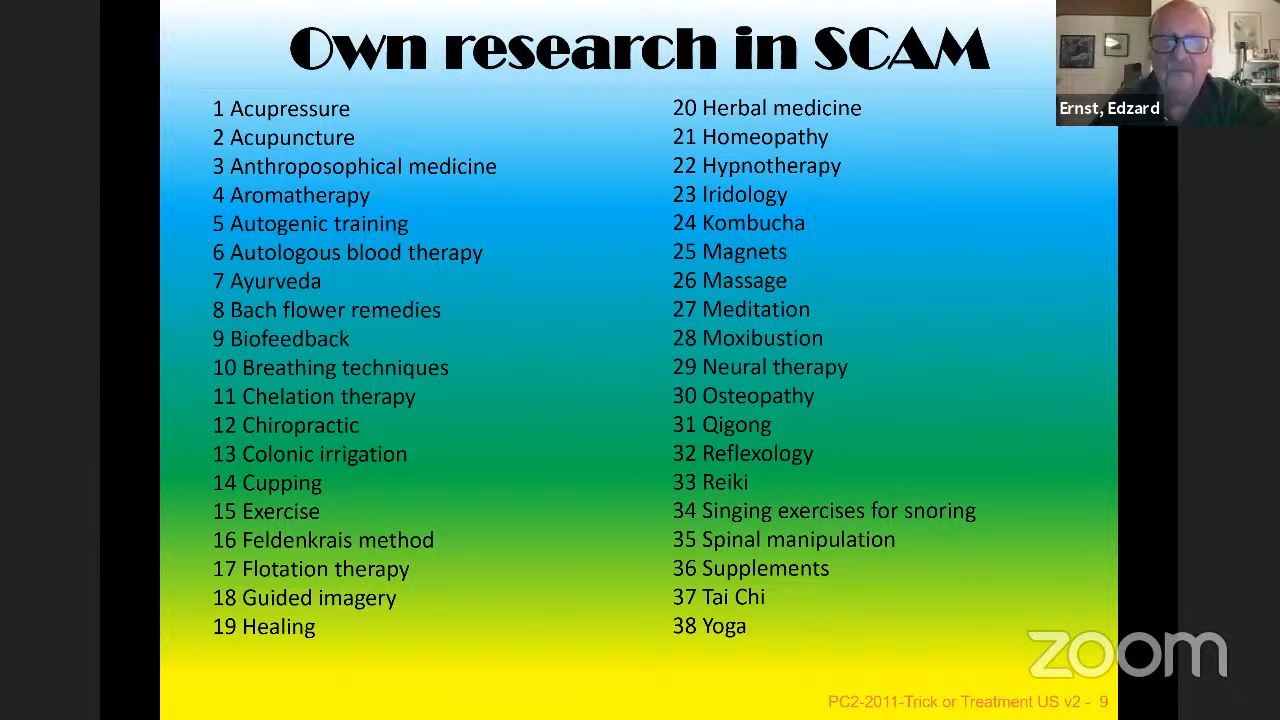 Own research in SCAM
1 Acupressure
2 Acupuncture
3 Anthroposophical medicine
4 Aromatherapy
5 Autogenic training
6 Autologous blood therapy
7 Ayurveda
8 Bach flower remedies
9 Biofeedback
10 Breathing techniques
11 Chelation therapy
12 Chiropractic
13 Colonic irrigation
14 Cupping
15 Exercise
16 Feldenkrais method
17 Flotation therapy
18 Guided imagery
19 Healing
20 Herbal medicine
21 Homeopathy
22 Hypnotherapy
23 Iridology
24 Kombucha
25 Magnets
26 Massage
27 Meditation
28 Moxibustion
29 Neural therapy
30 Osteopathy
31 Qigong
32 Reflexology
33 Reiki
34 Singing exercises for snoring
35 Spinal manipulation
36 Supplements
37 Tai Chi
38 Yoga
Ernst, Edzard
zoom
PC2-2011-Trick or Treatment US v2 - 9